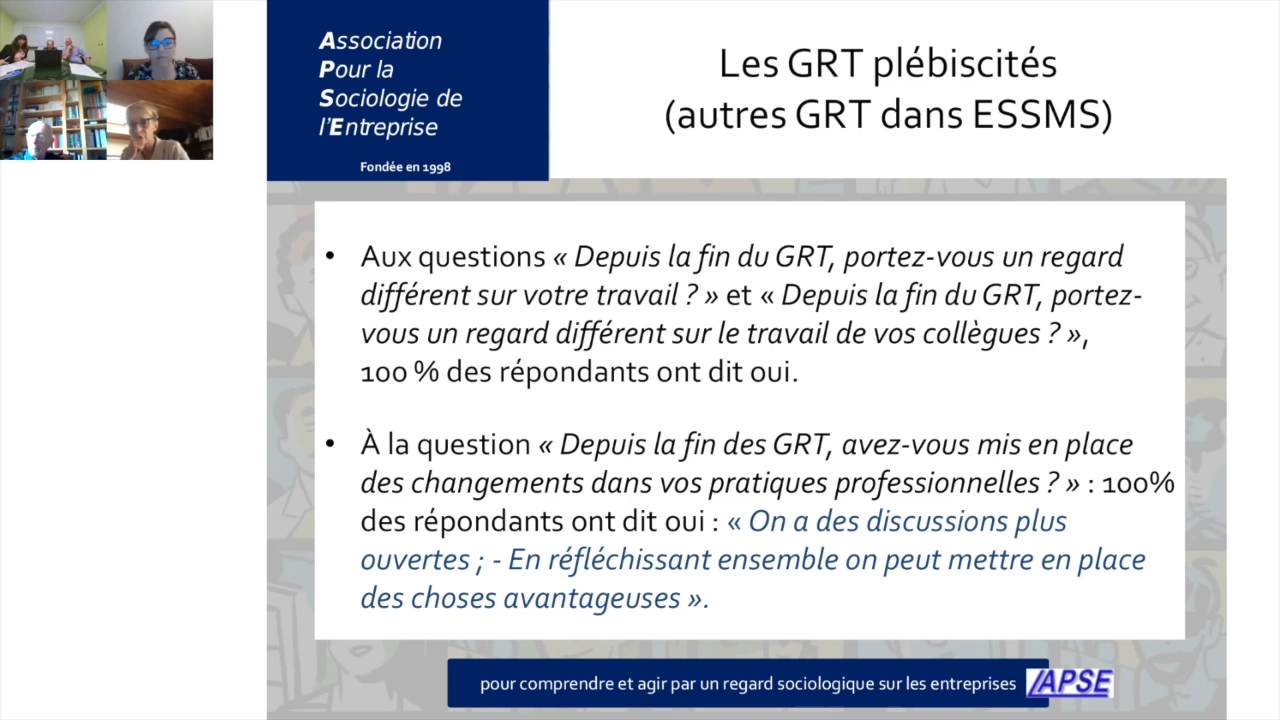 Association
Pour la
Sociologie de
l'Entreprise
Fondée en 1998
Les GRT plébiscités
(autres GRT dans ESSMS)
• Aux questions « Depuis la fin du GRT, portez-vous un regard
différent sur votre travail ? » et « Depuis la fin du GRT, portez-
vous un regard différent sur le travail de vos collègues ? »,
100 % des répondants ont dit oui.
• À la question « Depuis la fin des GRT, avez-vous mis en place
des changements dans vos pratiques professionnelles ? » : 100%
des répondants ont dit oui : « On a des discussions plus
ouvertes ; - En réfléchissant ensemble on peut mettre en place
des choses avantageuses ».
pour comprendre et agir par un regard sociologique sur les entreprises
APSE